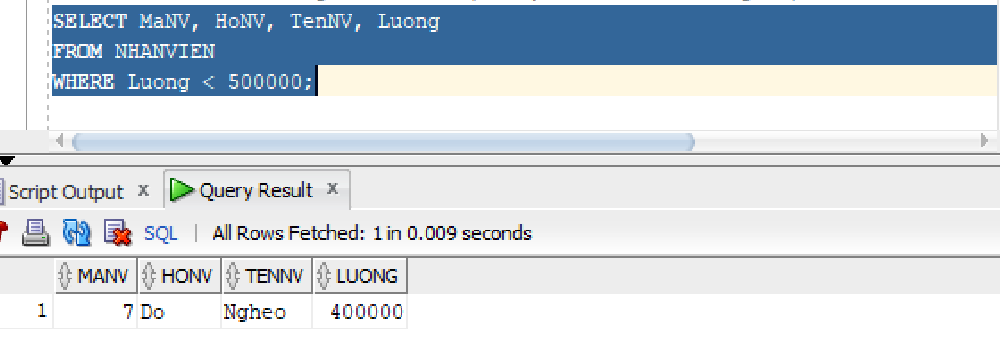 SELECT MaNV, HoNV, TenNV, Luong
FROM NHANVIEN
WHERE Luong < 500000;
Script Output x Query Result x
SQL | All Rows Fetched: 1 in 0.009 seconds
MANV HONV TENNV LUONG
1 7 Do Ngheo 400000